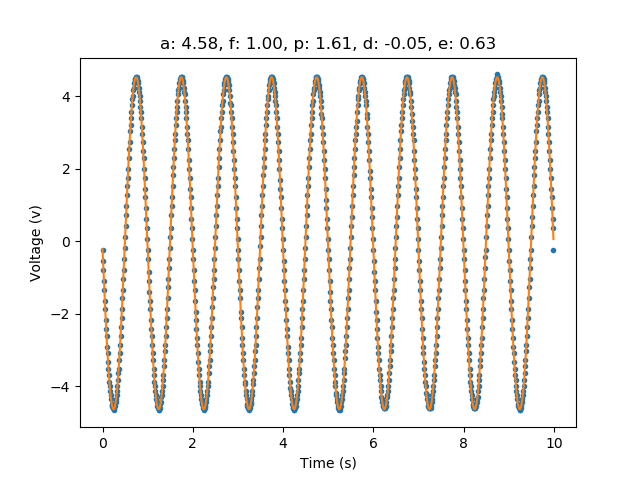 a: 4.58, f: 1.00, p: 1.61, d: -0.05, e: 0.63
4
2
0
−2
−4
Voltage (v)
0 2 4 6 8 10
Time (s)